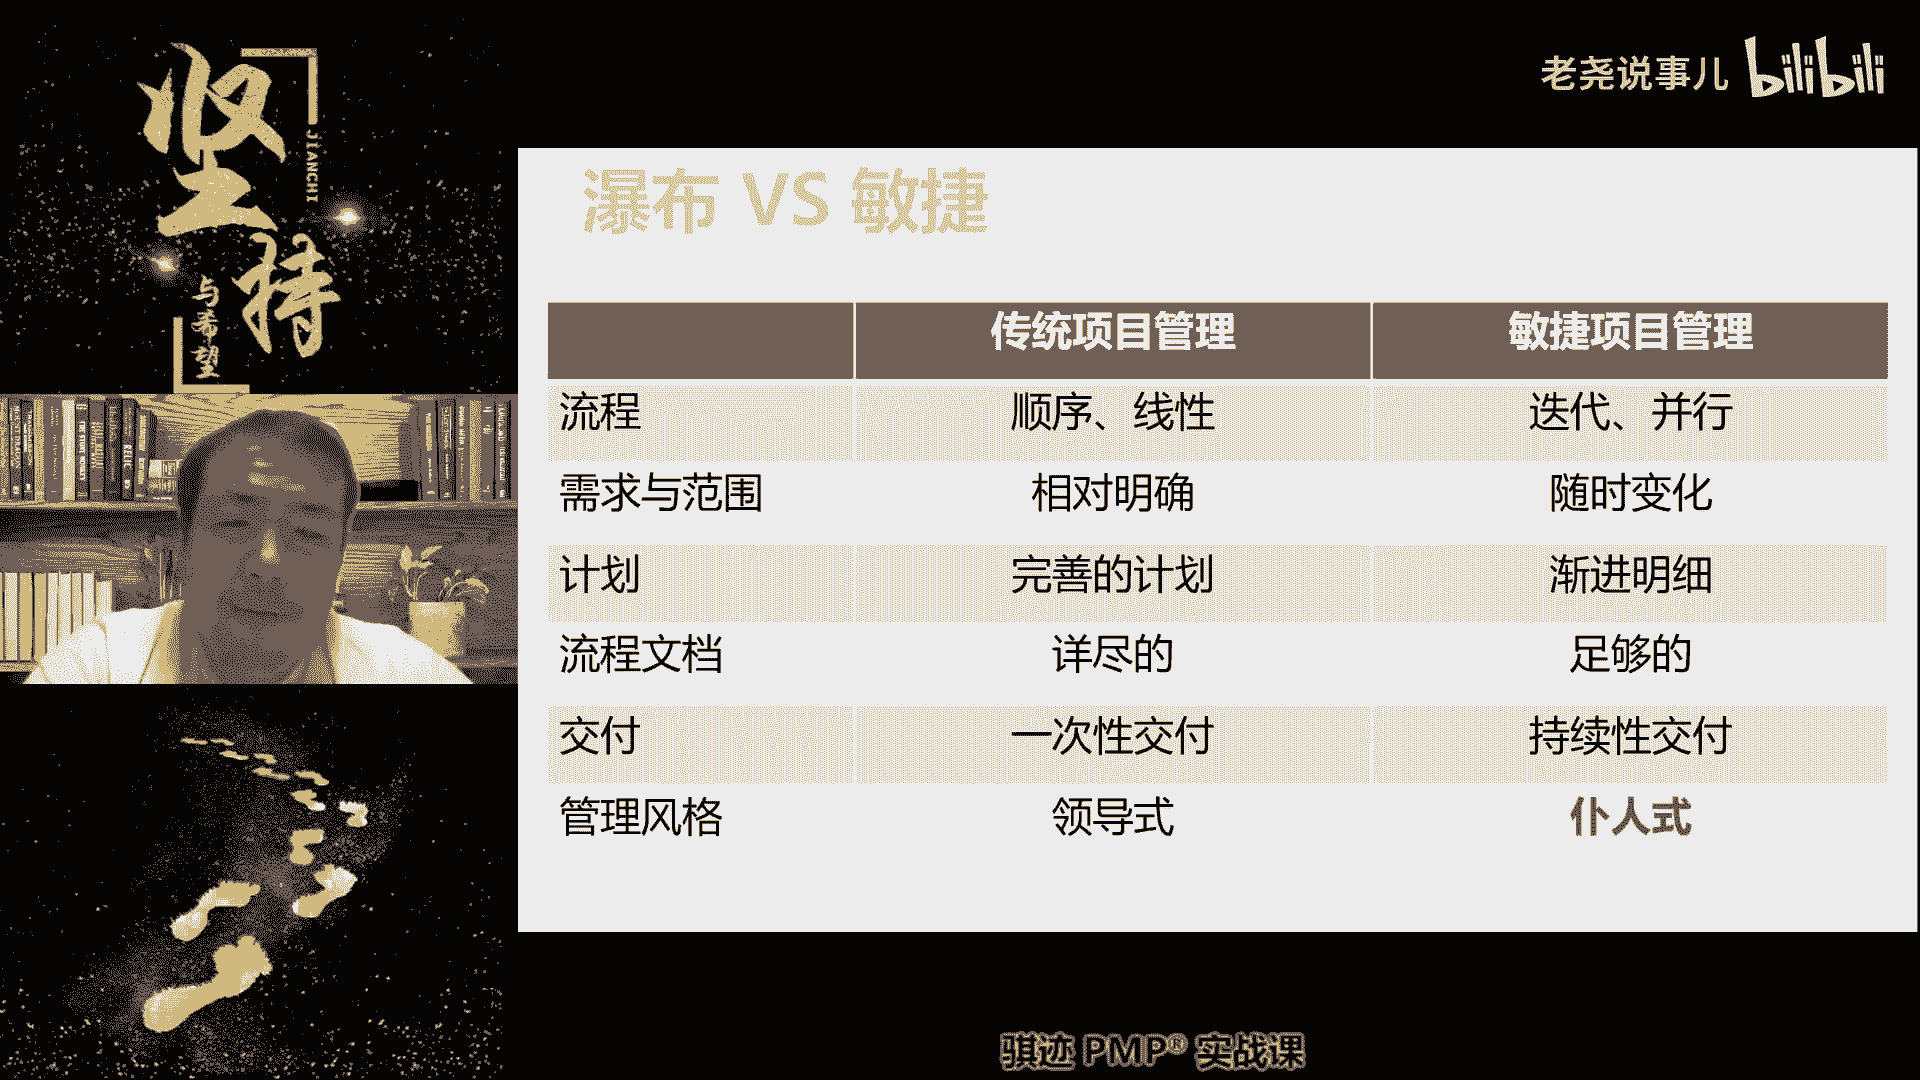 坚持
JIANCHI
与希望
老尧说事儿 bilibili
瀑布 VS 敏捷
传统项目管理 敏捷项目管理
流程 顺序、线性 迭代、并行
需求与范围 相对明确 随时变化
计划 完善的计划 渐进明细
流程文档 详尽的 足够的
交付 一次性交付 持续性交付
管理风格 领导式 仆人式
骐迹 PMP® 实战课